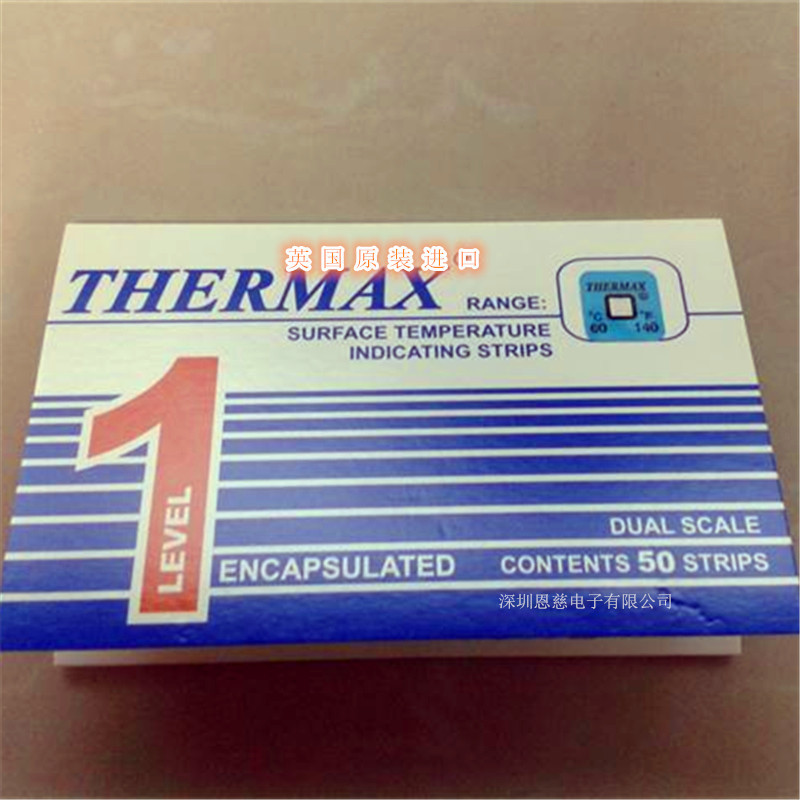 英国原装进口
THERMAX®
RANGE:
THERMAX®
°C °F
60 140
SURFACE TEMPERATURE
INDICATING STRIPS
1
LEVEL
DUAL SCALE
ENCAPSULATED
CONTENTS 50 STRIPS
深圳恩慈电子有限公司